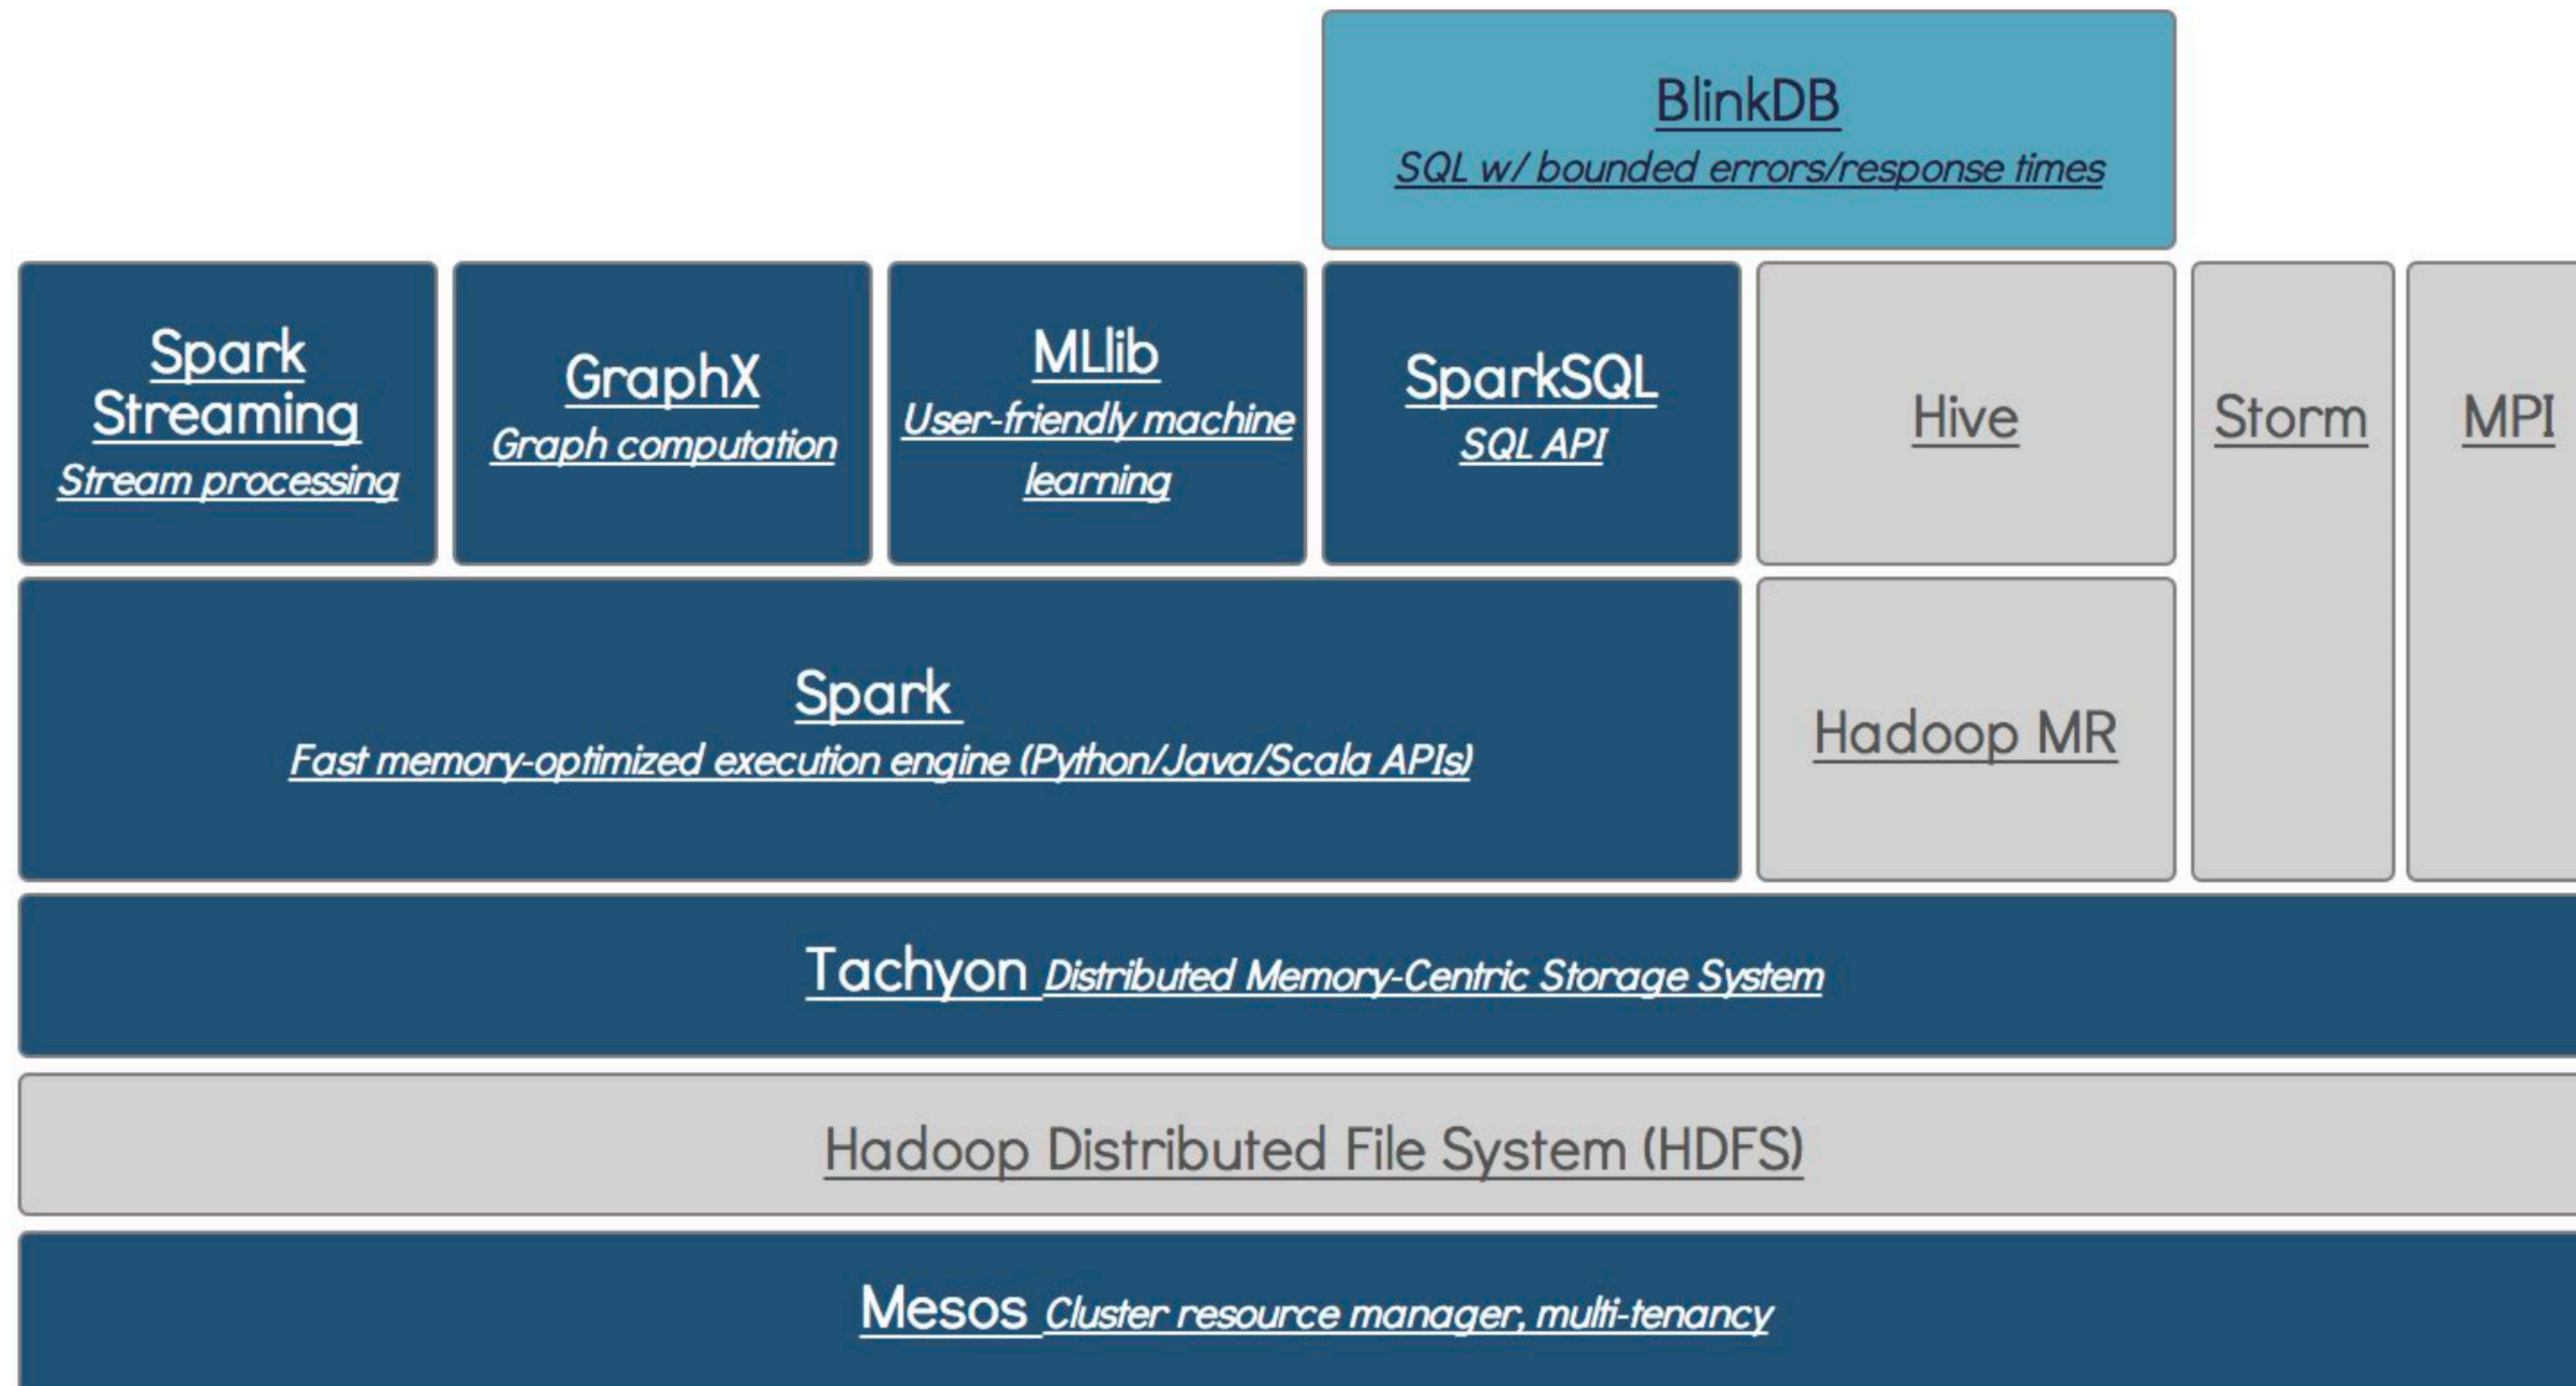 BlinkDB
SQL w/ bounded errors/response times
Spark
Streaming
Stream processing
GraphX
Graph computation
MLlib
User-friendly machine
learning
SparkSQL
SQL API
Hive
Storm
MPI
Spark
Fast memory-optimized execution engine (Python/Java/Scala APIs)
Hadoop MR
Tachyon Distributed Memory-Centric Storage System
Hadoop Distributed File System (HDFS)
Mesos Cluster resource manager, multi-tenancy